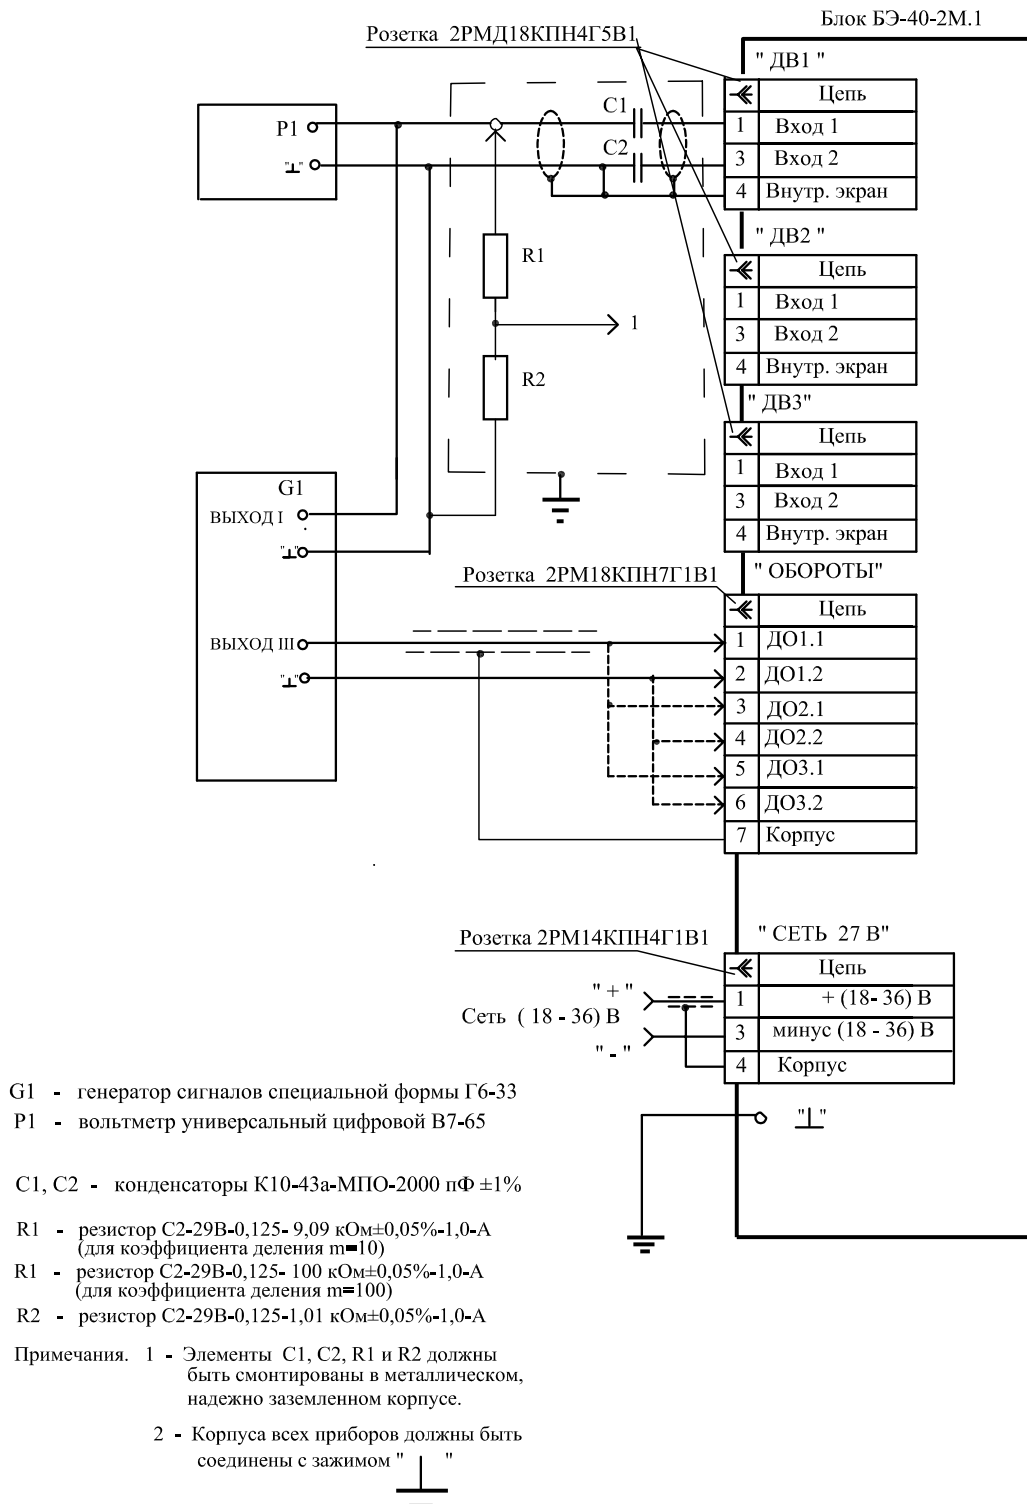 Блок БЭ-40-2М.1
Розетка 2РМД18КПН4Г5В1
" ДВ1 "
Цепь
1 Вход 1
3 Вход 2
4 Внутр. экран
P1
"⊥"
C1
C2
R1
1
R2
" ДВ2 "
Цепь
1 Вход 1
3 Вход 2
4 Внутр. экран
" ДВ3"
Цепь
1 Вход 1
3 Вход 2
4 Внутр. экран
G1
ВЫХОД I
"⊥"
ВЫХОД III
"⊥"
Розетка 2РМ18КПН7Г1В1
" ОБОРОТЫ"
Цепь
1 ДО1.1
2 ДО1.2
3 ДО2.1
4 ДО2.2
5 ДО3.1
6 ДО3.2
7 Корпус
Розетка 2РМ14КПН4Г1В1
" СЕТЬ 27 В"
Цепь
1 + (18- 36) В
3 минус (18 - 36) В
4 Корпус
" + "
Сеть ( 18 - 36) В
" - "
"⊥"
G1 - генератор сигналов специальной формы Г6-33
P1 - вольтметр универсальный цифровой В7-65
C1, C2 - конденсаторы К10-43а-МПО-2000 пФ ±1%
R1 - резистор С2-29В-0,125- 9,09 кОм±0,05%-1,0-А
(для коэффициента деления m=10)
R1 - резистор С2-29В-0,125- 100 кОм±0,05%-1,0-А
(для коэффициента деления m=100)
R2 - резистор С2-29В-0,125-1,01 кОм±0,05%-1,0-А
Примечания. 1 - Элементы C1, C2, R1 и R2 должны
быть смонтированы в металлическом,
надежно заземленном корпусе.
2 - Корпуса всех приборов должны быть
соединены с зажимом "⊥"